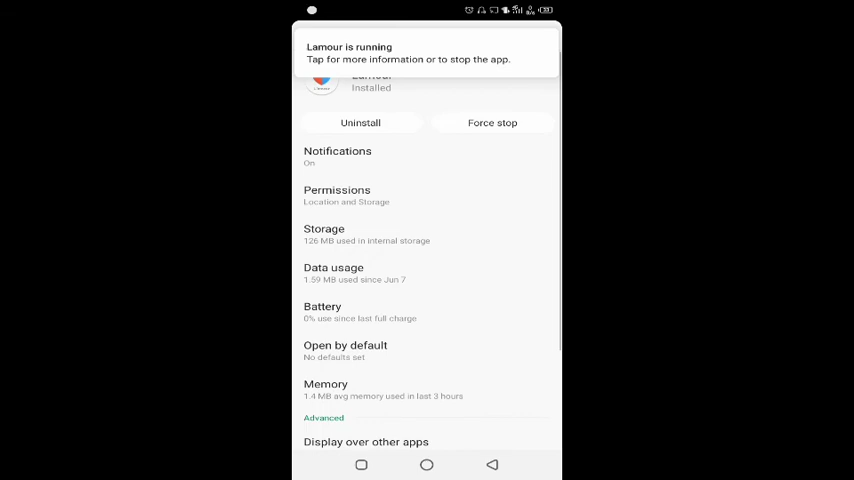 Lamour is running
Tap for more information or to stop the app.
Lamour
Installed
Uninstall
Force stop
Notifications
On
Permissions
Location and Storage
Storage
126 MB used in internal storage
Data usage
1.59 MB used since Jun 7
Battery
0% use since last full charge
Open by default
No defaults set
Memory
1.4 MB avg memory used in last 3 hours
Advanced
Display over other apps